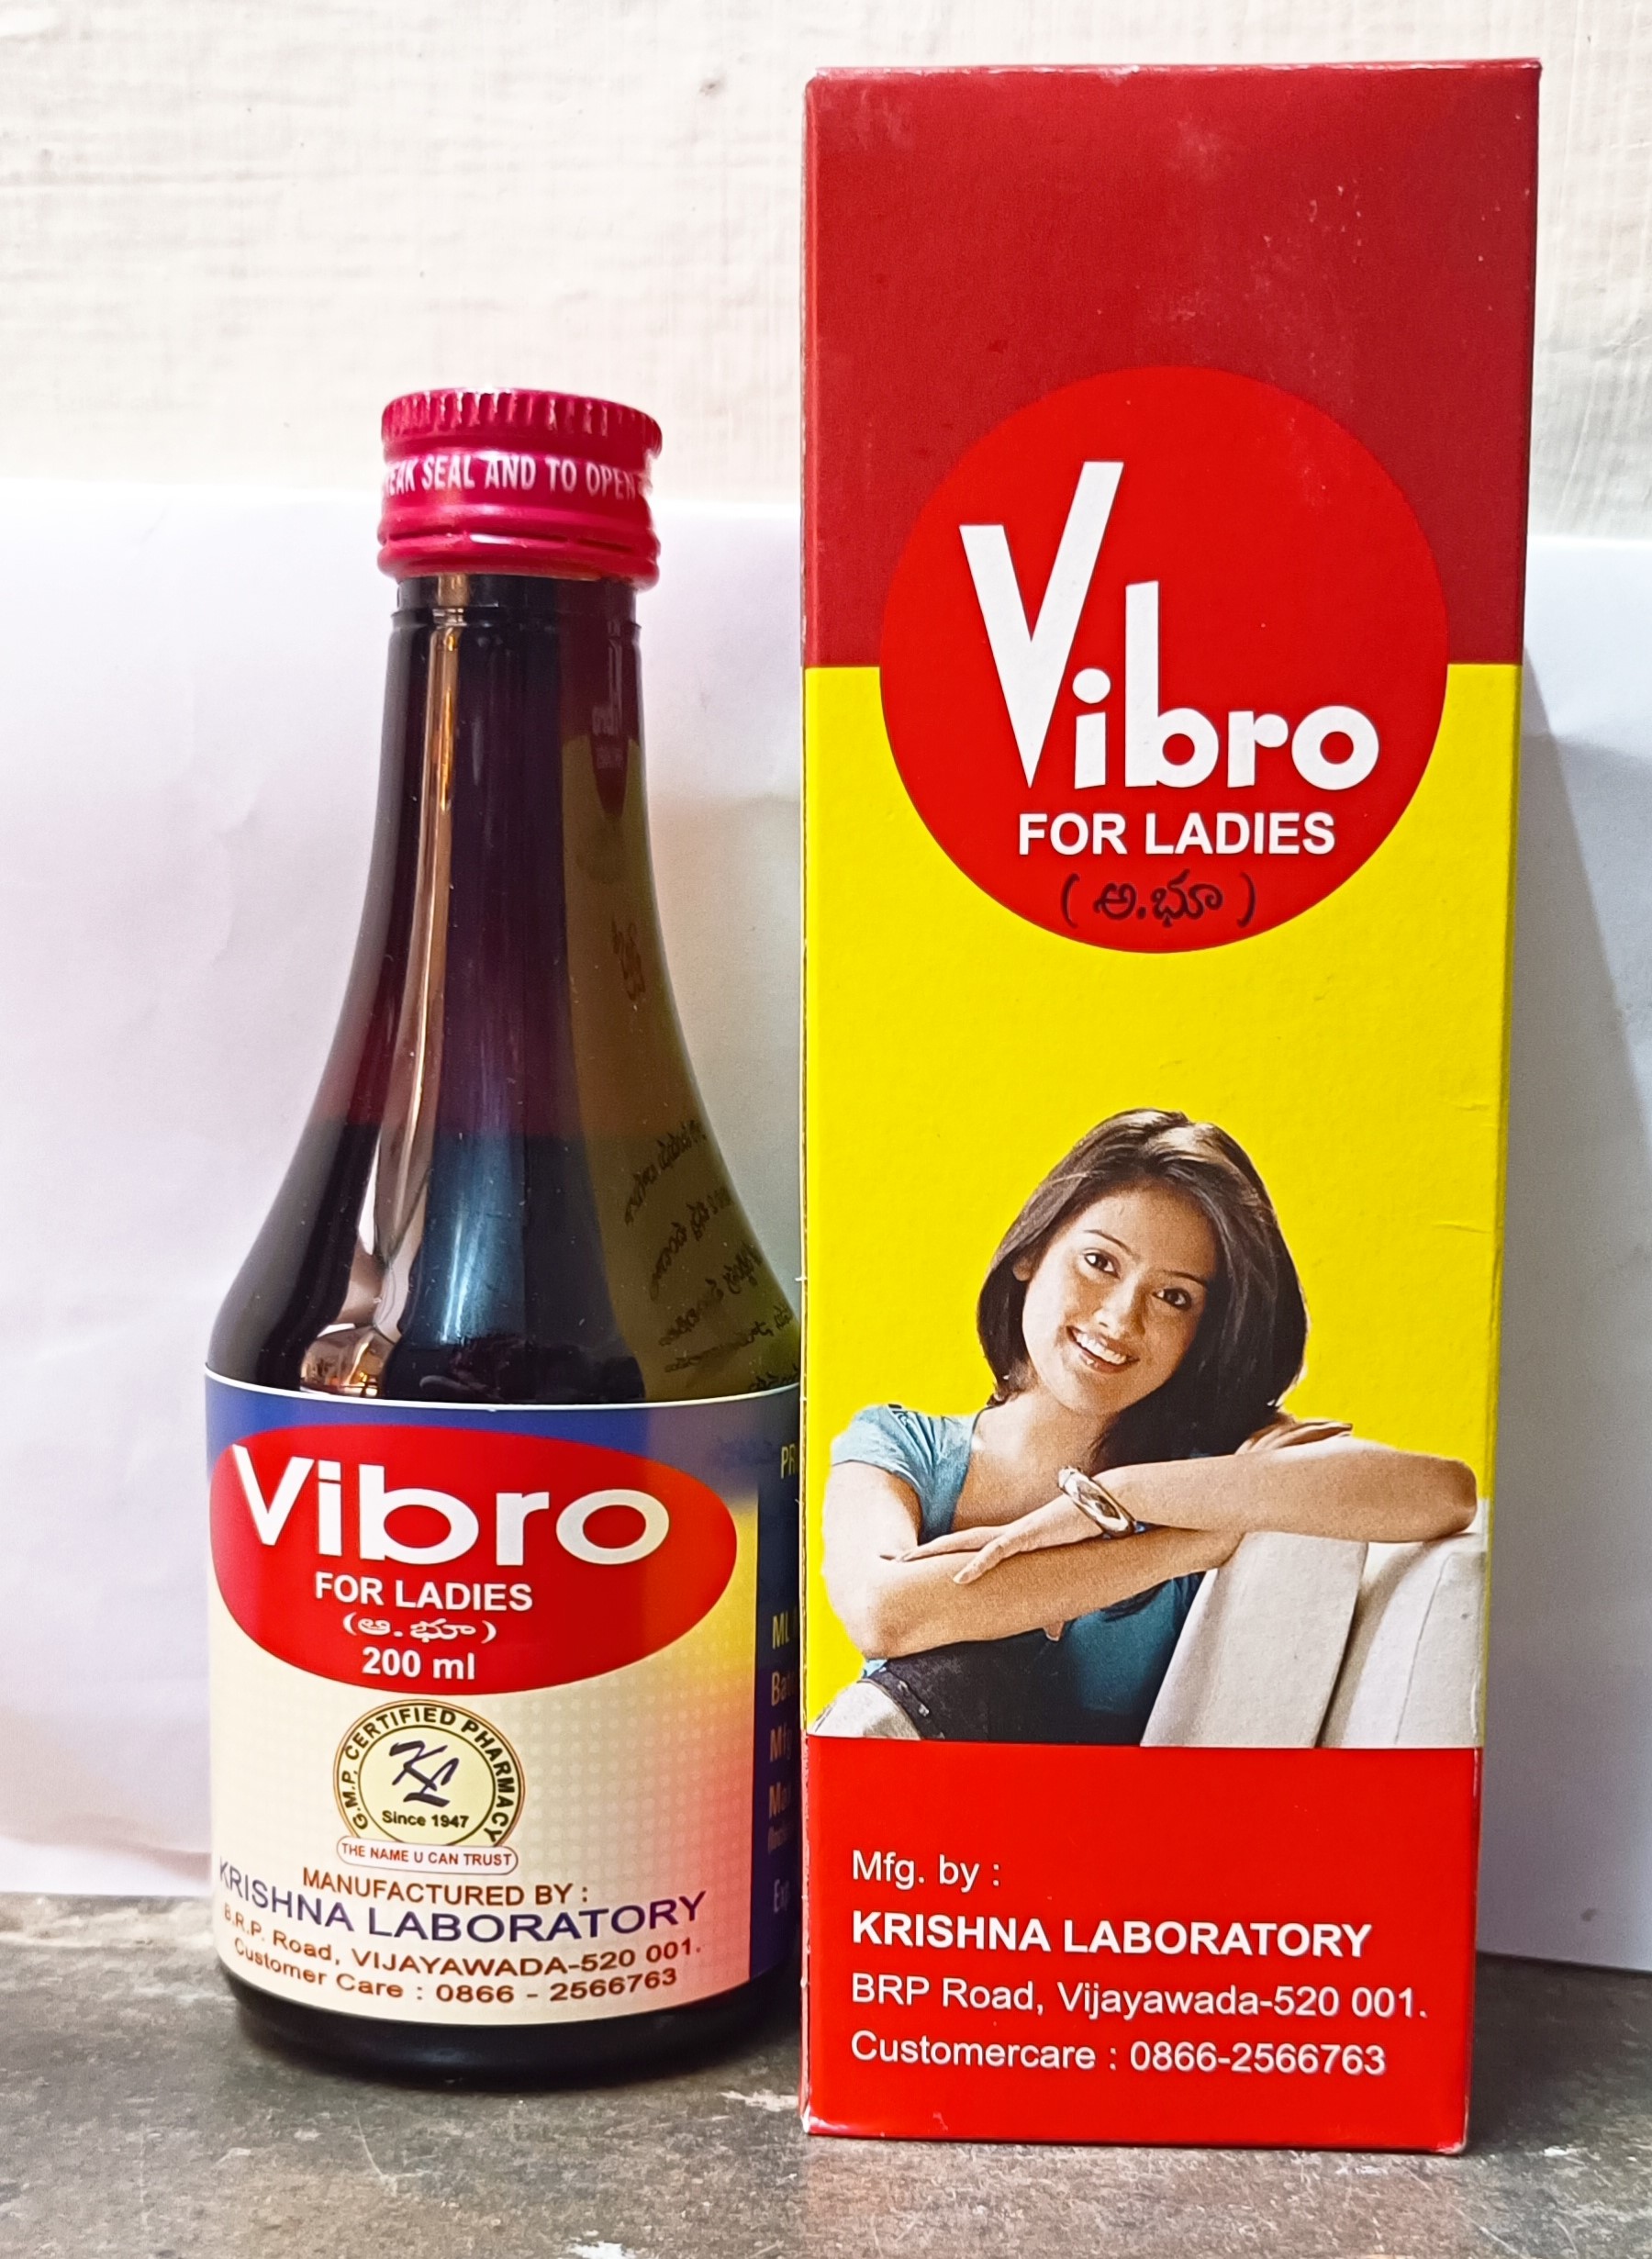 EAK SEAL AND TO OPEN
Vibro
FOR LADIES
(అ.భూ)
200 ml
G.M.P. CERTIFIED PHARMACY
KL
Since 1947
THE NAME U CAN TRUST
MANUFACTURED BY :
KRISHNA LABORATORY
B.R.P. Road, VIJAYAWADA-520 001.
Customer Care : 0866 - 2566763
Vibro
FOR LADIES
( అ.భూ )
Mfg. by :
KRISHNA LABORATORY
BRP Road, Vijayawada-520 001.
Customercare : 0866-2566763